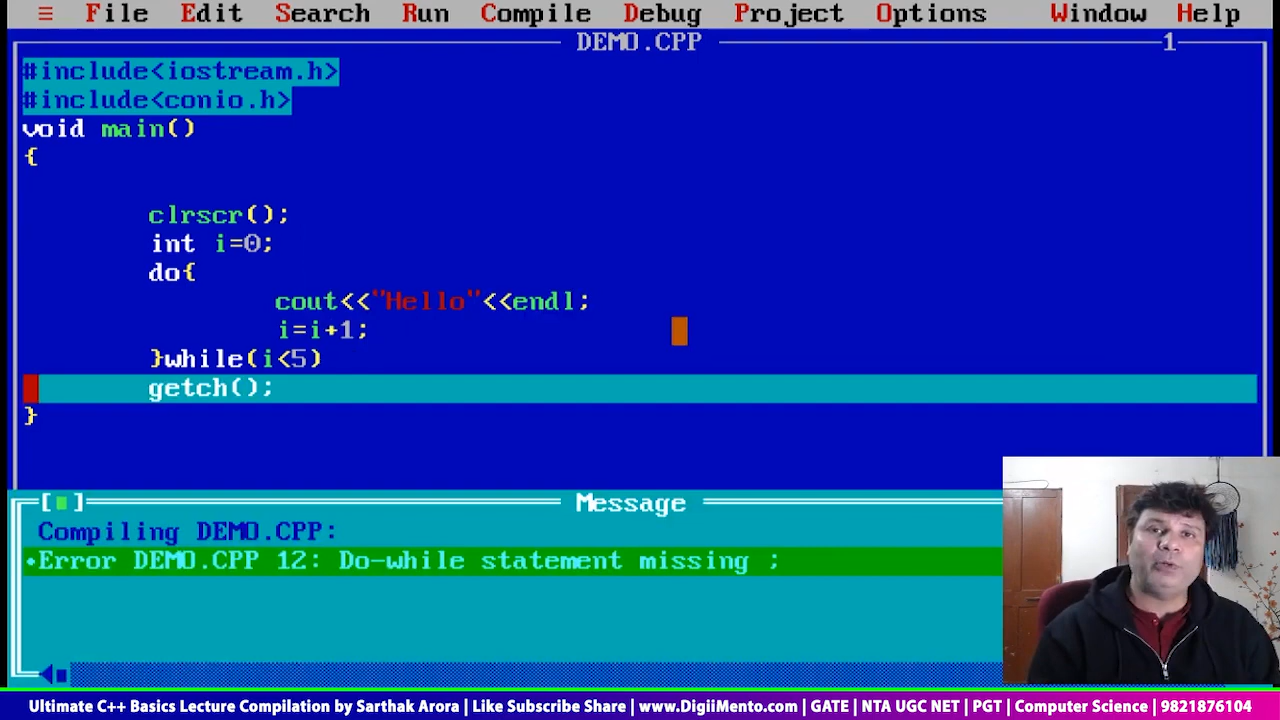 ≡ File Edit Search Run Compile Debug Project Options Window Help
DEMO.CPP 1
#include<iostream.h>
#include<conio.h>
void main()
{
clrscr();
int i=0;
do{
cout<<"Hello"<<endl;
i=i+1;
}while(i<5)
getch();
}
[■] Message
Compiling DEMO.CPP:
•Error DEMO.CPP 12: Do-while statement missing ;
Ultimate C++ Basics Lecture Compilation by Sarthak Arora | Like Subscribe Share | www.DigiiMento.com | GATE | NTA UGC NET | PGT | Computer Science | 9821876104